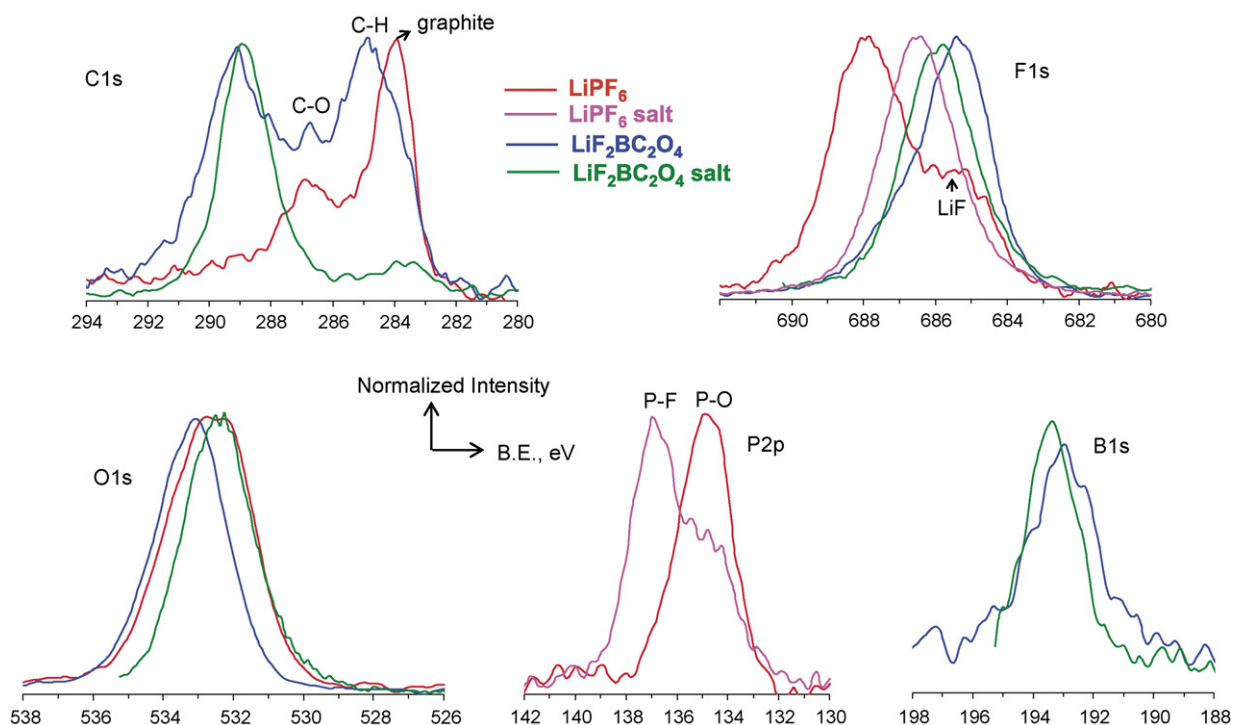 C-H
graphite
C1s
C-O
LiPF₆
LiPF₆ salt
LiF₂BC₂O₄
LiF₂BC₂O₄ salt
F1s
LiF
294 292 290 288 286 284 282 280
690 688 686 684 682 680
Normalized Intensity
B.E., eV
O1s
P-F P-O
P2p
B1s
538 536 534 532 530 528 526
142 140 138 136 134 132 130
198 196 194 192 190 188